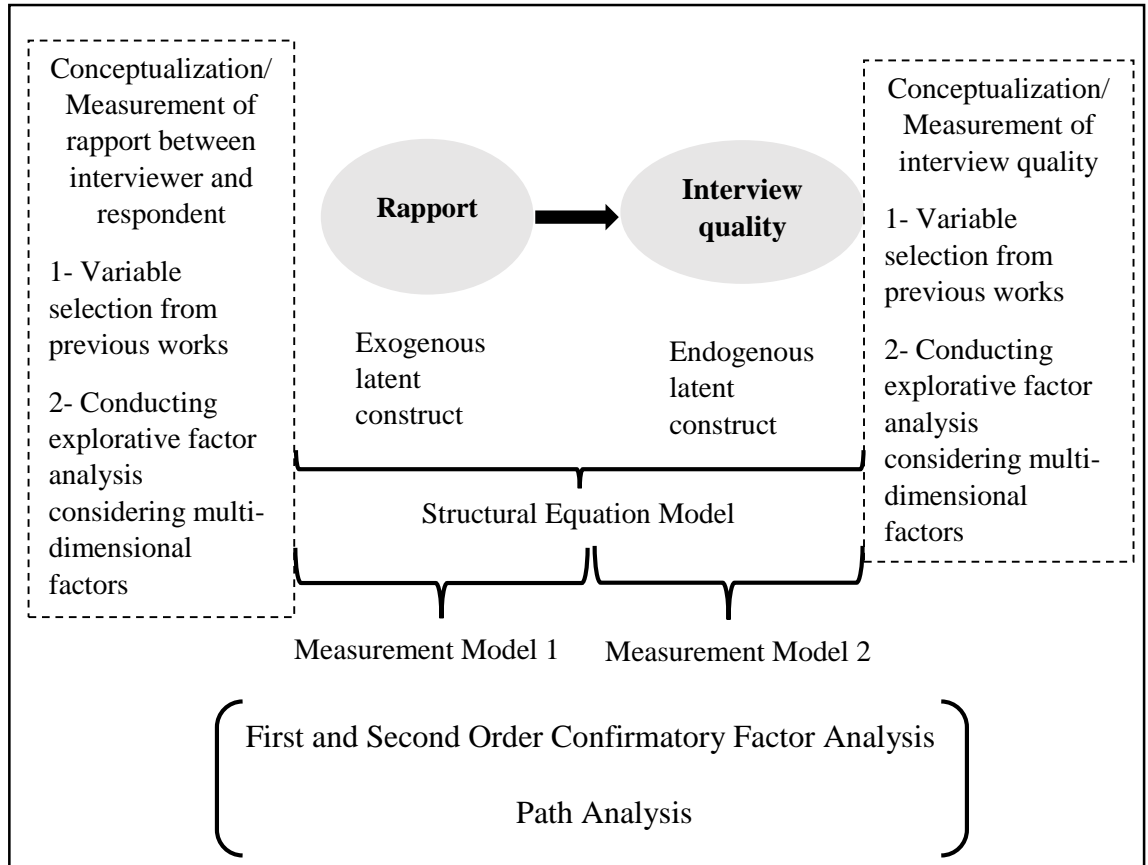 Conceptualization/
Measurement of
rapport between
interviewer and
respondent
1- Variable
selection from
previous works
2- Conducting
explorative factor
analysis
considering multi-
dimensional
factors
Rapport
Interview
quality
Exogenous
latent
construct
Endogenous
latent
construct
Structural Equation Model
Measurement Model 1
Measurement Model 2
Conceptualization/
Measurement of
interview quality
1- Variable
selection from
previous works
2- Conducting
explorative factor
analysis
considering multi-
dimensional
factors
First and Second Order Confirmatory Factor Analysis
Path Analysis